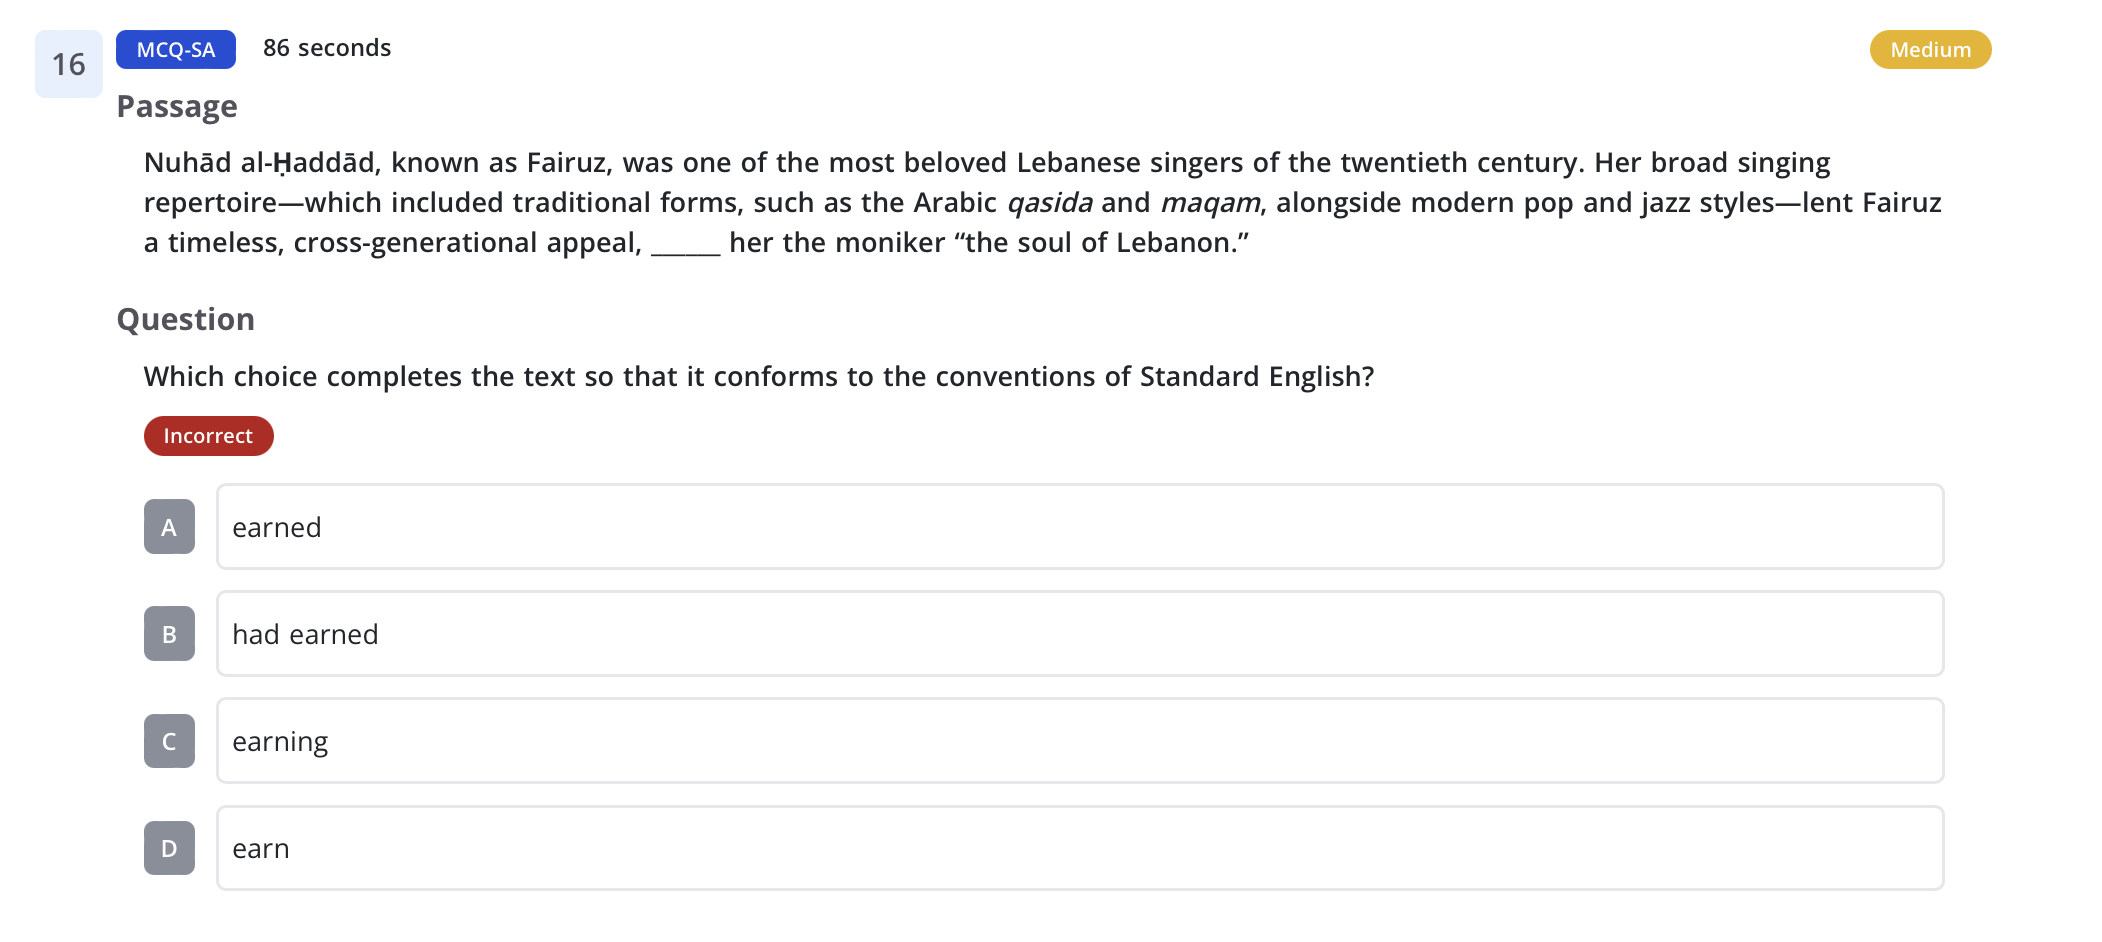 16 MCQ-SA 86 seconds Medium
Passage
Nuhād al-Ḥaddād, known as Fairuz, was one of the most beloved Lebanese singers of the twentieth century. Her broad singing
repertoire—which included traditional forms, such as the Arabic qasida and maqam, alongside modern pop and jazz styles—lent Fairuz
a timeless, cross-generational appeal, _____ her the moniker “the soul of Lebanon.”
Question
Which choice completes the text so that it conforms to the conventions of Standard English?
Incorrect
A earned
B had earned
C earning
D earn